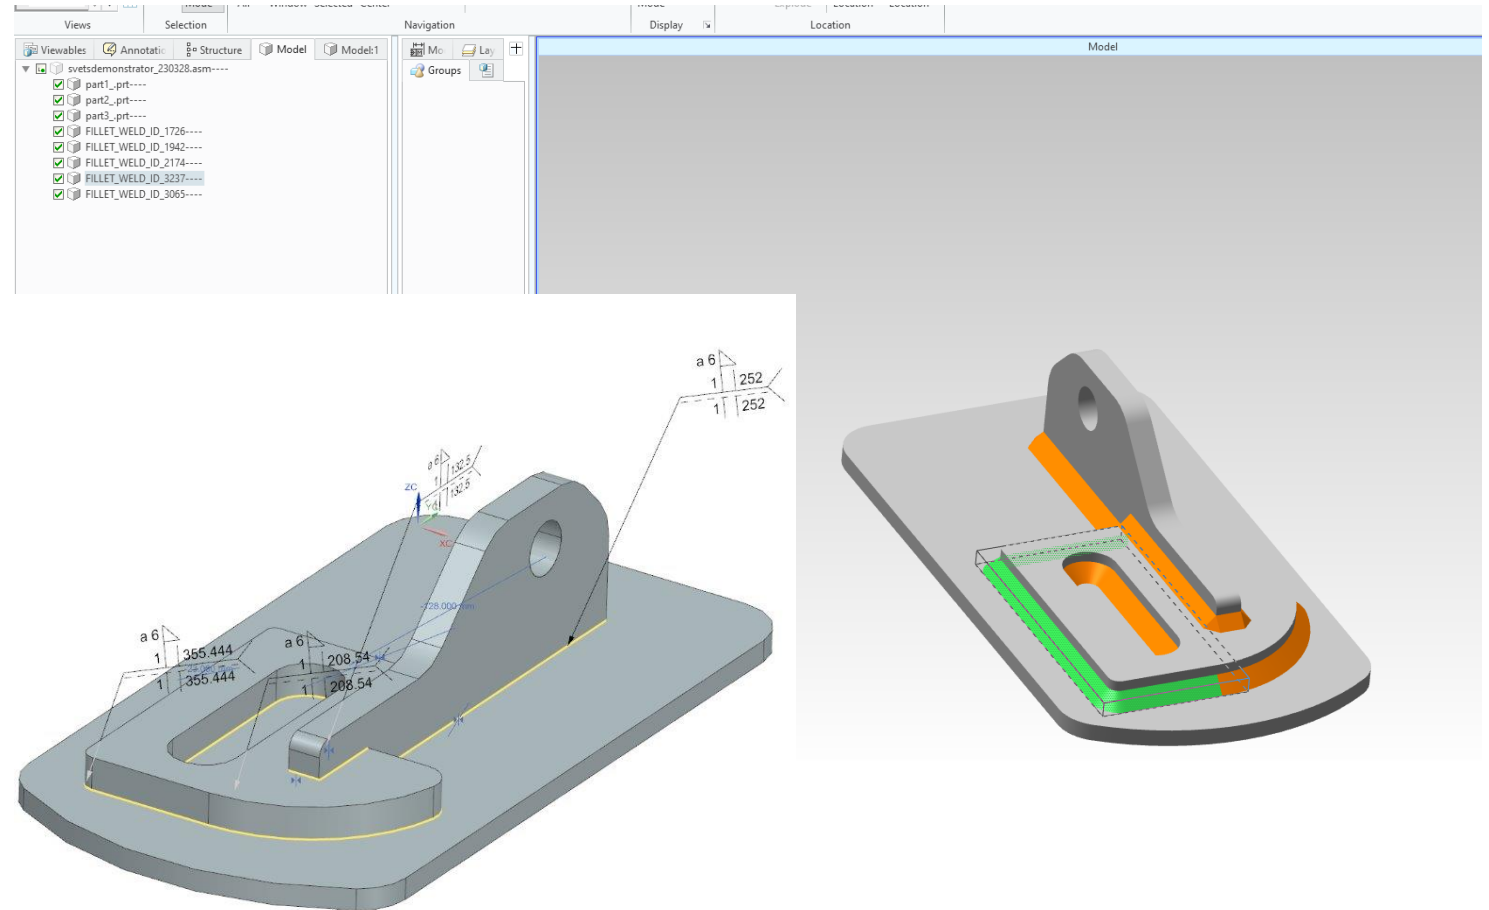 Views
Selection
Navigation
Display
Location
Viewables
Annotatic
Structure
Model
Model:1
Mo
Lay
Groups
Model
svetsdemonstrator_230328.asm----
part1_.prt----
part2_.prt----
part3_.prt----
FILLET_WELD_ID_1726----
FILLET_WELD_ID_1942----
FILLET_WELD_ID_2174----
FILLET_WELD_ID_3237----
FILLET_WELD_ID_3065----
a 6
1 252
1 252
a 6
1 132.5
1 132.5
ZC
YC
XC
-128.000 mm
a 6
1 355.444
1 355.444
a 6
1 208.54
1 208.54